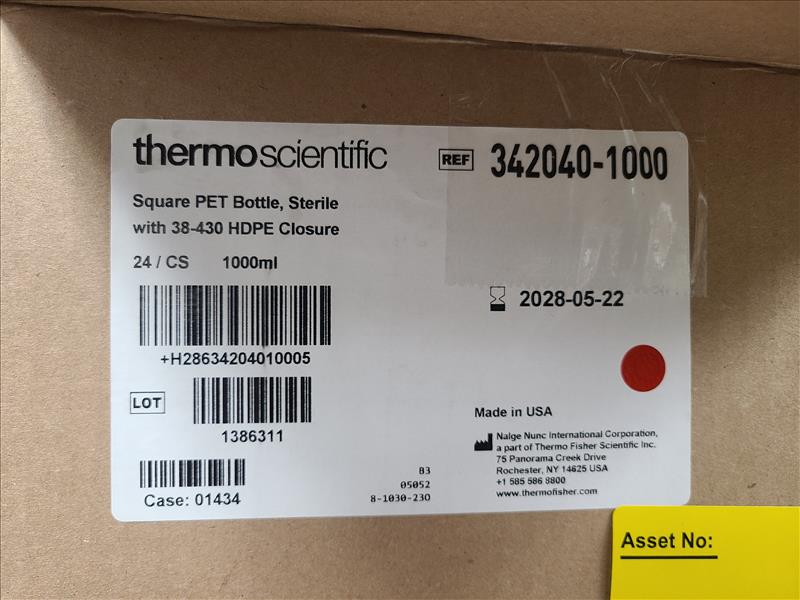 thermo scientific
REF 342040-1000
Square PET Bottle, Sterile
with 38-430 HDPE Closure
24 / CS 1000ml
2028-05-22
+H28634204010005
LOT
1386311
Made in USA
Nalge Nunc International Corporation,
a part of Thermo Fisher Scientific Inc.
75 Panorama Creek Drive
Rochester, NY 14625 USA
+1 585 586 8800
www.thermofisher.com
B3
05052
8-1030-230
Case: 01434
Asset No: